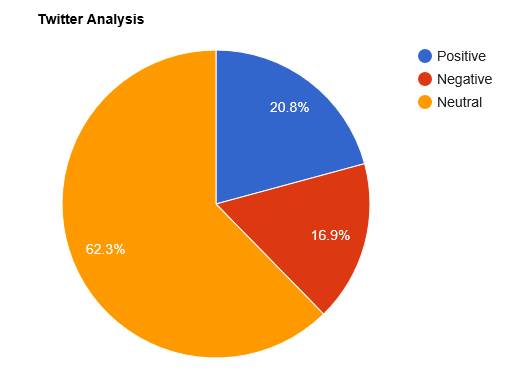 Twitter Analysis
Positive
Negative
Neutral
20.8%
16.9%
62.3%